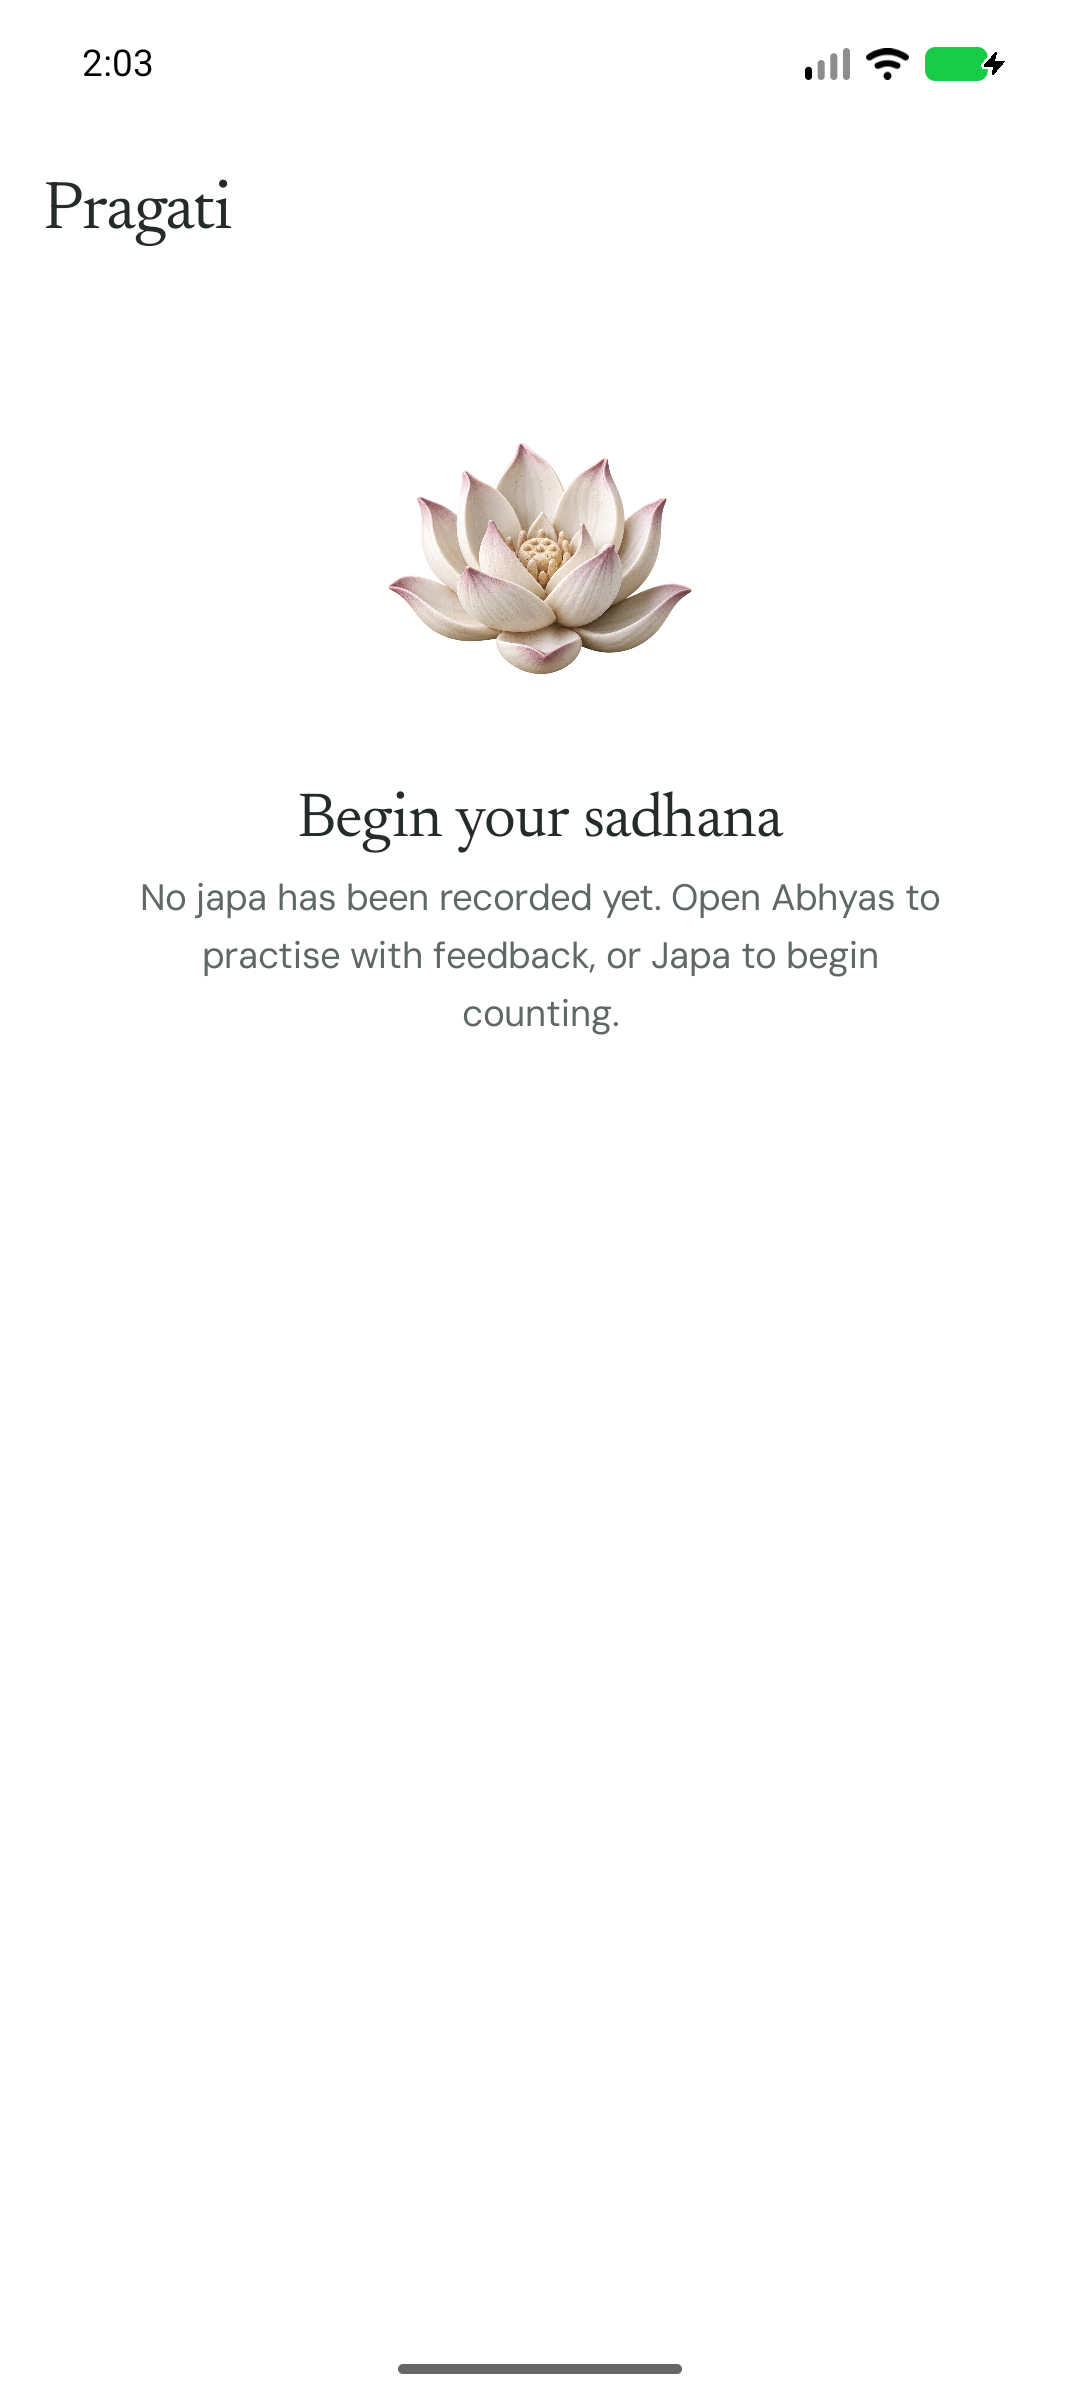 2:03
Pragati
Begin your sadhana
No japa has been recorded yet. Open Abhyas to
practise with feedback, or Japa to begin
counting.